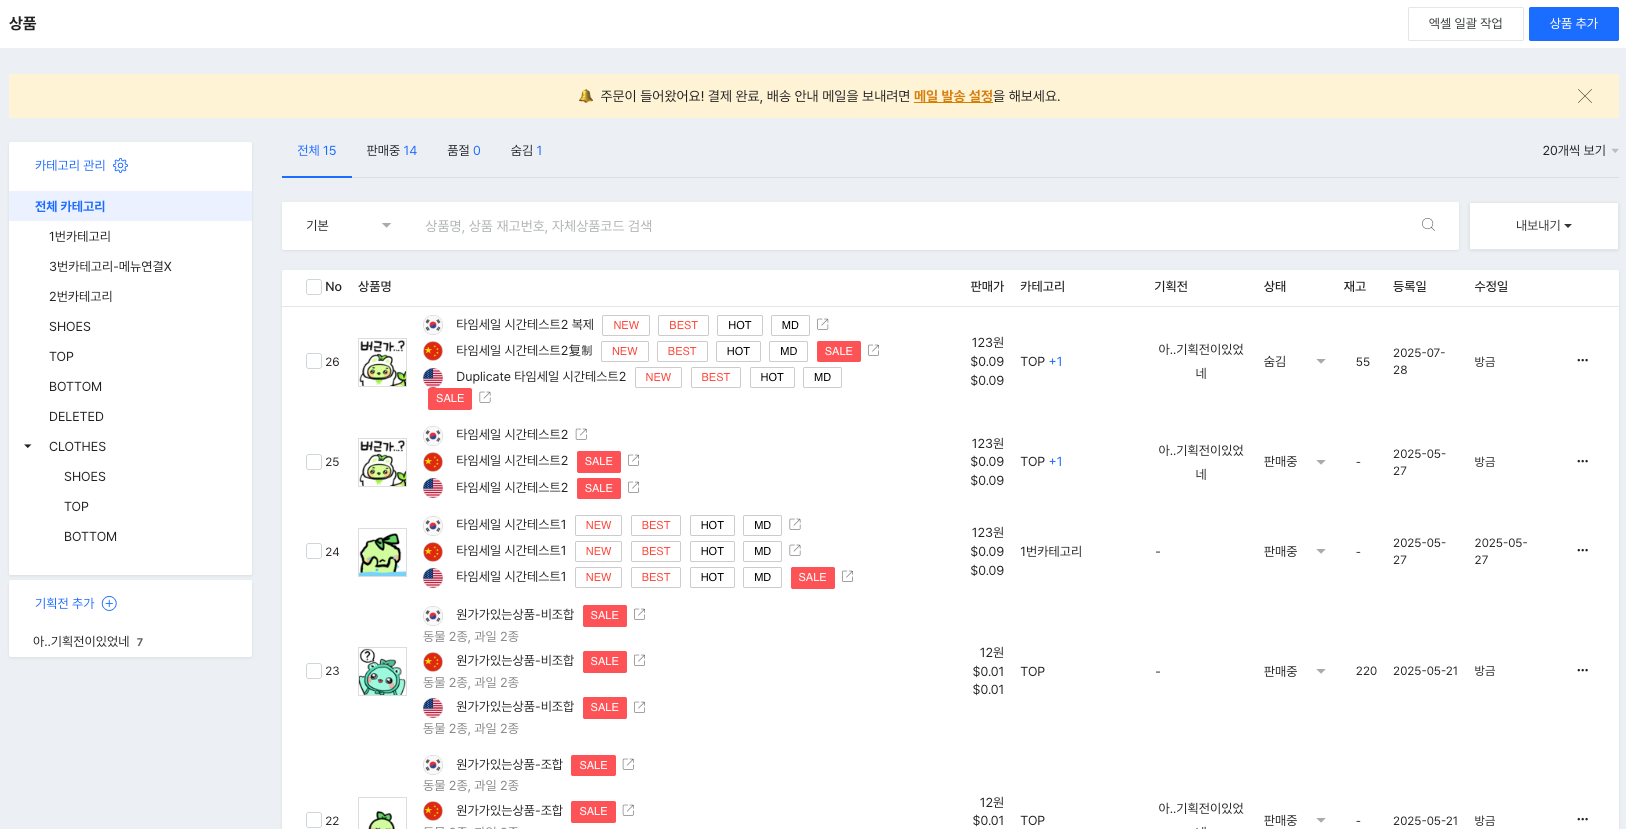 상품
엑셀 일괄 작업
상품 추가
주문이 들어왔어요! 결제 완료, 배송 안내 메일을 보내려면 메일 발송 설정을 해보세요.
카테고리 관리
전체 카테고리
1번카테고리
3번카테고리-메뉴연결X
2번카테고리
SHOES
TOP
BOTTOM
DELETED
CLOTHES
SHOES
TOP
BOTTOM
기획전 추가
아..기획전이있었네 7
전체 15 판매중 14 품절 0 숨김 1
20개씩 보기
기본
상품명, 상품 재고번호, 자체상품코드 검색
내보내기
No 상품명 판매가 카테고리 기획전 상태 재고 등록일 수정일
26
버근가..?
타임세일 시간테스트2 복제 NEW BEST HOT MD
타임세일 시간테스트2复制 NEW BEST HOT MD SALE
Duplicate 타임세일 시간테스트2 NEW BEST HOT MD
SALE
123원
$0.09
$0.09
TOP +1
아..기획전이있었
네
숨김
55
2025-07-
28
방금
25
버근가..?
타임세일 시간테스트2
타임세일 시간테스트2 SALE
타임세일 시간테스트2 SALE
123원
$0.09
$0.09
TOP +1
아..기획전이있었
네
판매중
-
2025-05-
27
방금
24
타임세일 시간테스트1 NEW BEST HOT MD
타임세일 시간테스트1 NEW BEST HOT MD
타임세일 시간테스트1 NEW BEST HOT MD SALE
123원
$0.09
$0.09
1번카테고리
-
판매중
-
2025-05-
27
2025-05-
27
23
?
원가가있는상품-비조합 SALE
동물 2종, 과일 2종
원가가있는상품-비조합 SALE
동물 2종, 과일 2종
원가가있는상품-비조합 SALE
동물 2종, 과일 2종
12원
$0.01
$0.01
TOP
-
판매중
220
2025-05-21
방금
22
원가가있는상품-조합 SALE
동물 2종, 과일 2종
원가가있는상품-조합 SALE
12원
$0.01
TOP
아..기획전이있었
판매중
-
2025-05-21
방금